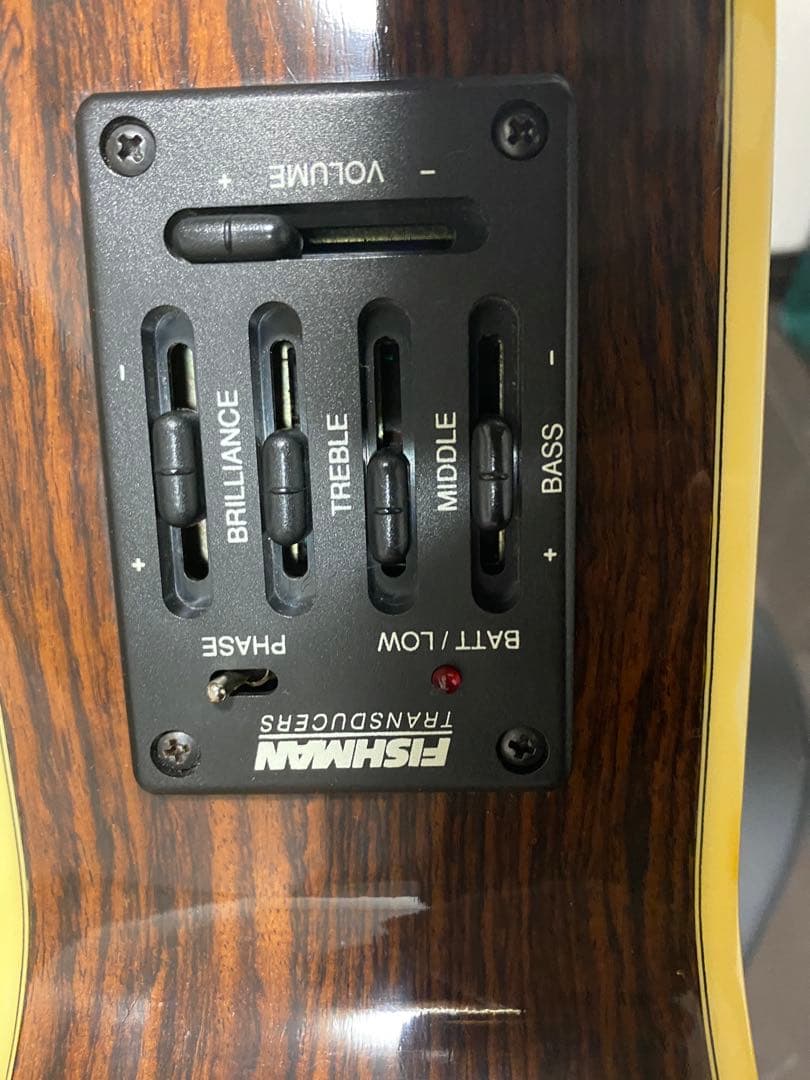 FISHMAN
TRANSDUCERS
BATT / LOW
PHASE
+ +
BASS
MIDDLE
TREBLE
BRILLIANCE
- -
- VOLUME +